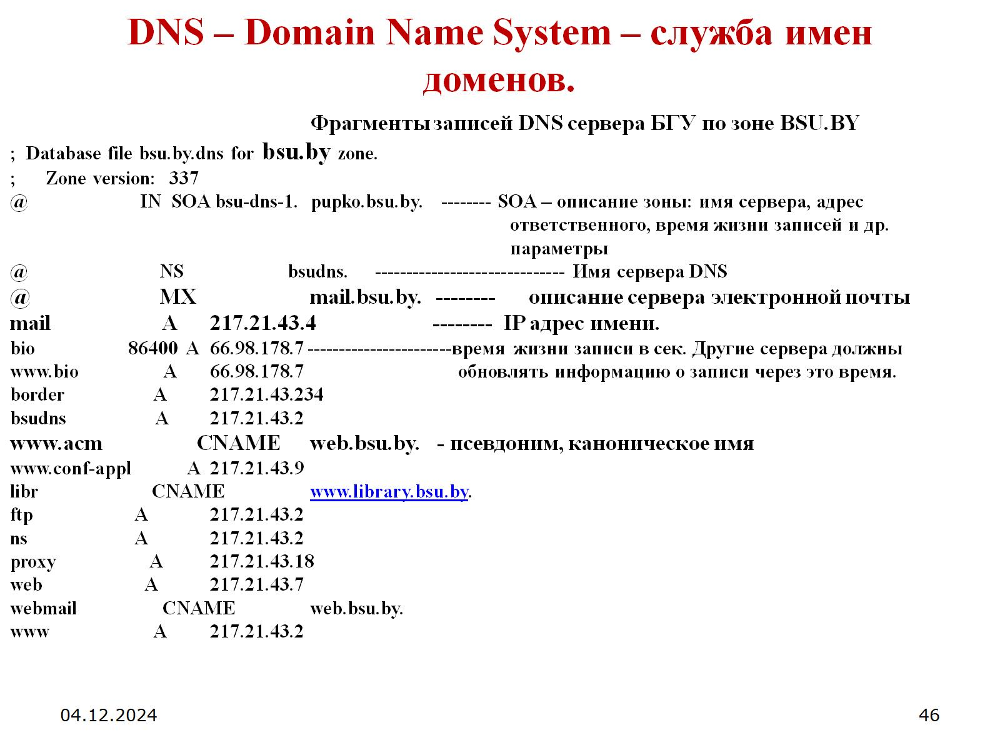 DNS – Domain Name System – служба имен
доменов.
Фрагменты записей DNS сервера БГУ по зоне BSU.BY
; Database file bsu.by.dns for bsu.by zone.
; Zone version: 337
@ IN SOA bsu-dns-1. pupko.bsu.by. -------- SOA – описание зоны: имя сервера, адрес
ответственного, время жизни записей и др.
параметры
@ NS bsudns. ------------------------------ Имя сервера DNS
@ MX mail.bsu.by. -------- описание сервера электронной почты
mail A 217.21.43.4 -------- IP адрес имени.
bio 86400 A 66.98.178.7 -----------------------время жизни записи в сек. Другие сервера должны
www.bio A 66.98.178.7 обновлять информацию о записи через это время.
border A 217.21.43.234
bsudns A 217.21.43.2
www.acm CNAME web.bsu.by. - псевдоним, каноническое имя
www.conf-appl A 217.21.43.9
libr CNAME www.library.bsu.by.
ftp A 217.21.43.2
ns A 217.21.43.2
proxy A 217.21.43.18
web A 217.21.43.7
webmail CNAME web.bsu.by.
www A 217.21.43.2
04.12.2024 46